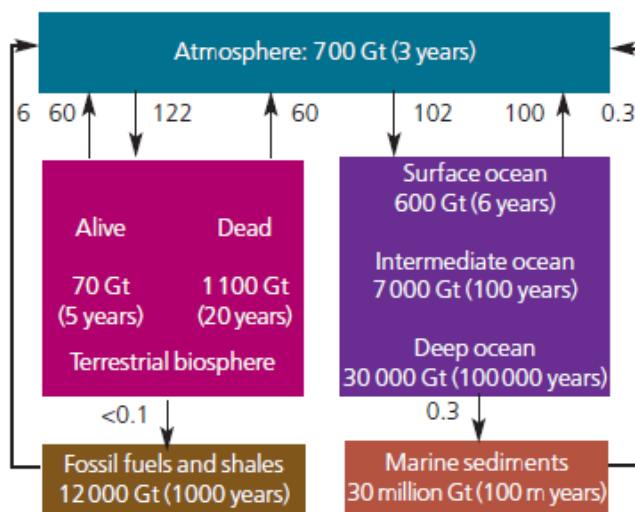 Atmosphere: 700 Gt (3 years)
6 60 122 60 102 100 0.3
Alive Dead
70 Gt 1 100 Gt
(5 years) (20 years)
Terrestrial biosphere
Surface ocean
600 Gt (6 years)
Intermediate ocean
7 000 Gt (100 years)
Deep ocean
30 000 Gt (100 000 years)
<0.1 0.3
Fossil fuels and shales
12 000 Gt (1000 years)
Marine sediments
30 million Gt (100 m years)